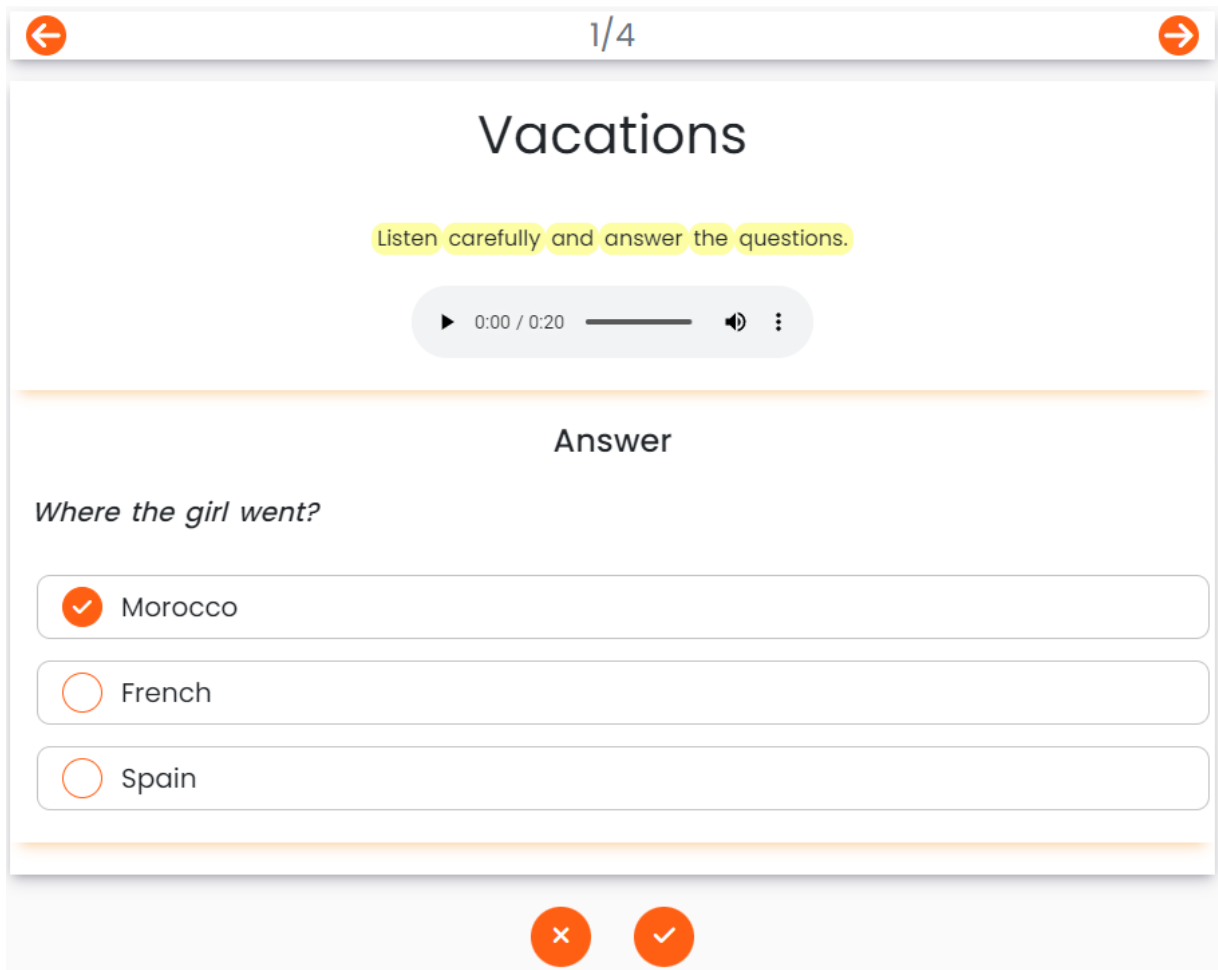 1/4
Vacations
Listen carefully and answer the questions.
0:00 / 0:20
Answer
Where the girl went?
Morocco
French
Spain